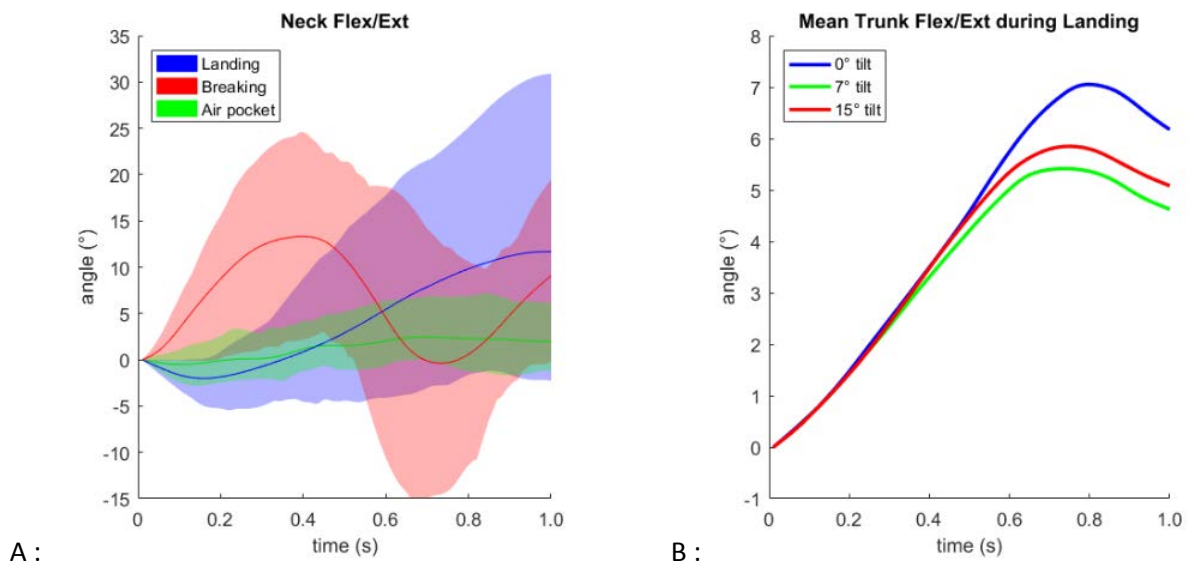 Neck Flex/Ext
35
30
25
20
15
10
5
0
-5
-10
-15
angle (°)
Landing
Breaking
Air pocket
0 0.2 0.4 0.6 0.8 1.0
time (s)
A :
Mean Trunk Flex/Ext during Landing
8
7
6
5
4
3
2
1
0
-1
angle (°)
0° tilt
7° tilt
15° tilt
0 0.2 0.4 0.6 0.8 1.0
time (s)
B :